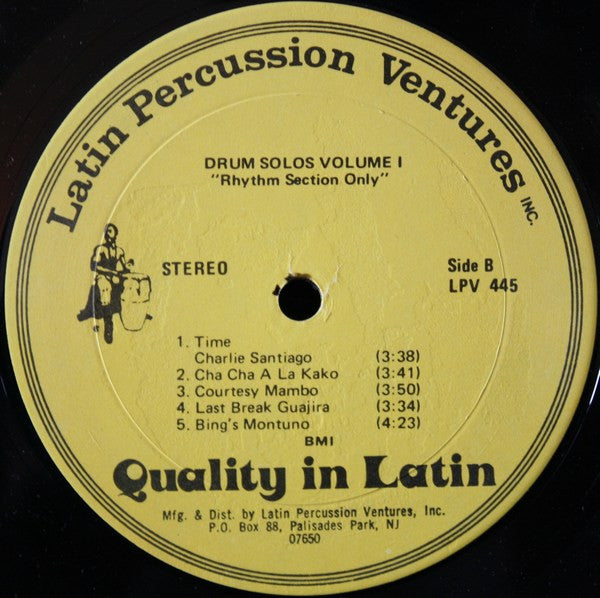 Latin Percussion Ventures INC.
DRUM SOLOS VOLUME I
"Rhythm Section Only"
STEREO
Side B
LPV 445
1. Time
Charlie Santiago (3:38)
2. Cha Cha A La Kako (3:41)
3. Courtesy Mambo (3:50)
4. Last Break Guajira (3:34)
5. Bing's Montuno (4:23)
BMI
Quality in Latin
Mfg. & Dist. by Latin Percussion Ventures, Inc.
P.O. Box 88, Palisades Park, NJ
07650